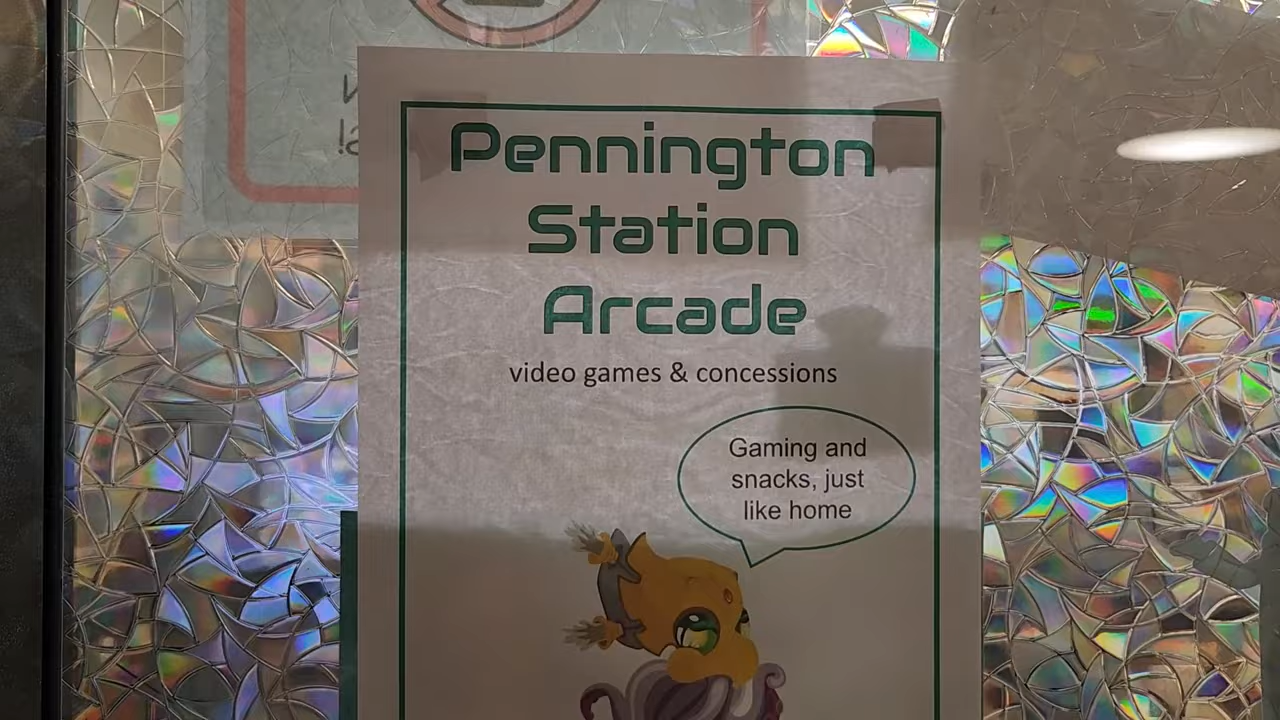 Pennington
Station
Arcade
video games & concessions
Gaming and
snacks, just
like home